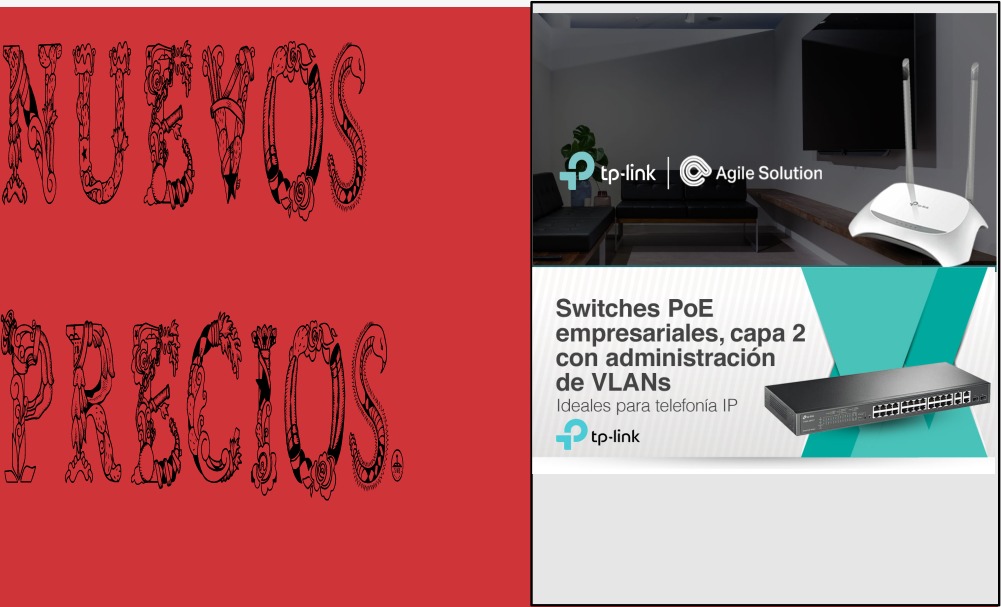 NUEVOS
PRECIOS.
tp-link | Agile Solution
Switches PoE
empresariales, capa 2
con administración
de VLANs
Ideales para telefonía IP
tp-link